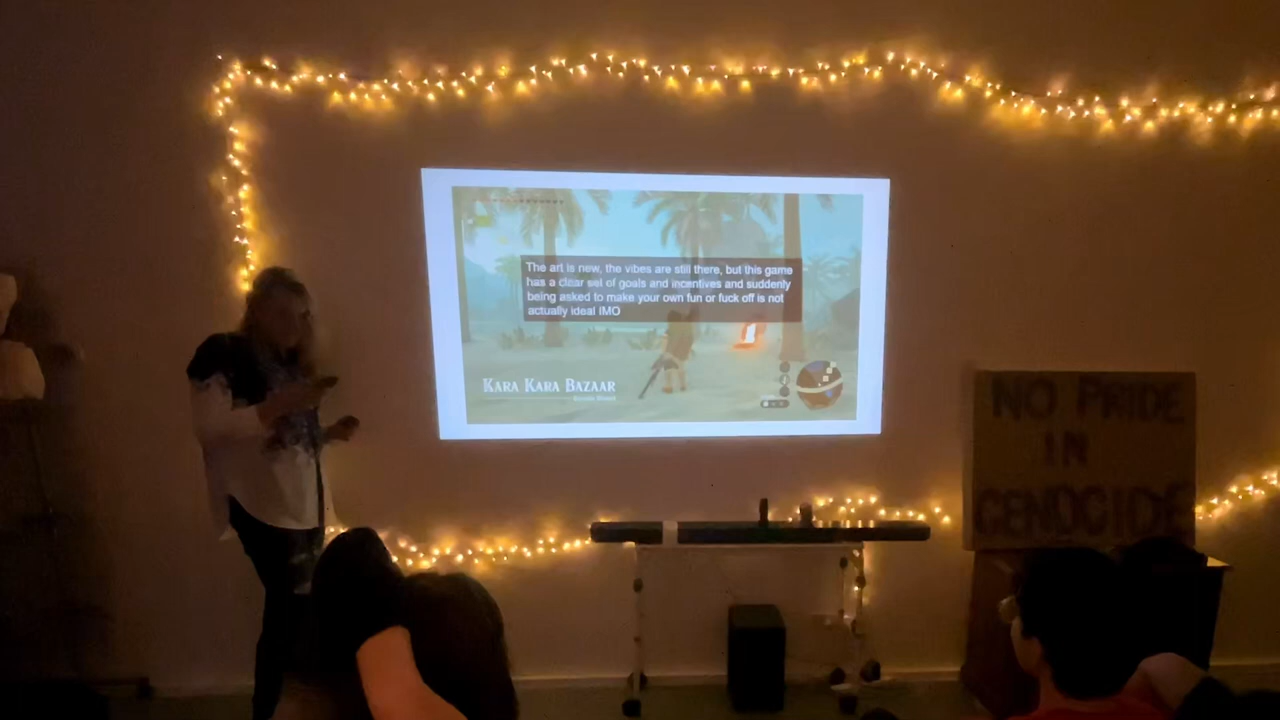 The art is new, the vibes are still there, but this game
has a clear set of goals and incentives and suddenly
being asked to make your own fun or fuck off is not
actually ideal IMO
KARA KARA BAZAAR
NO PRIDE
IN
GENOCIDE